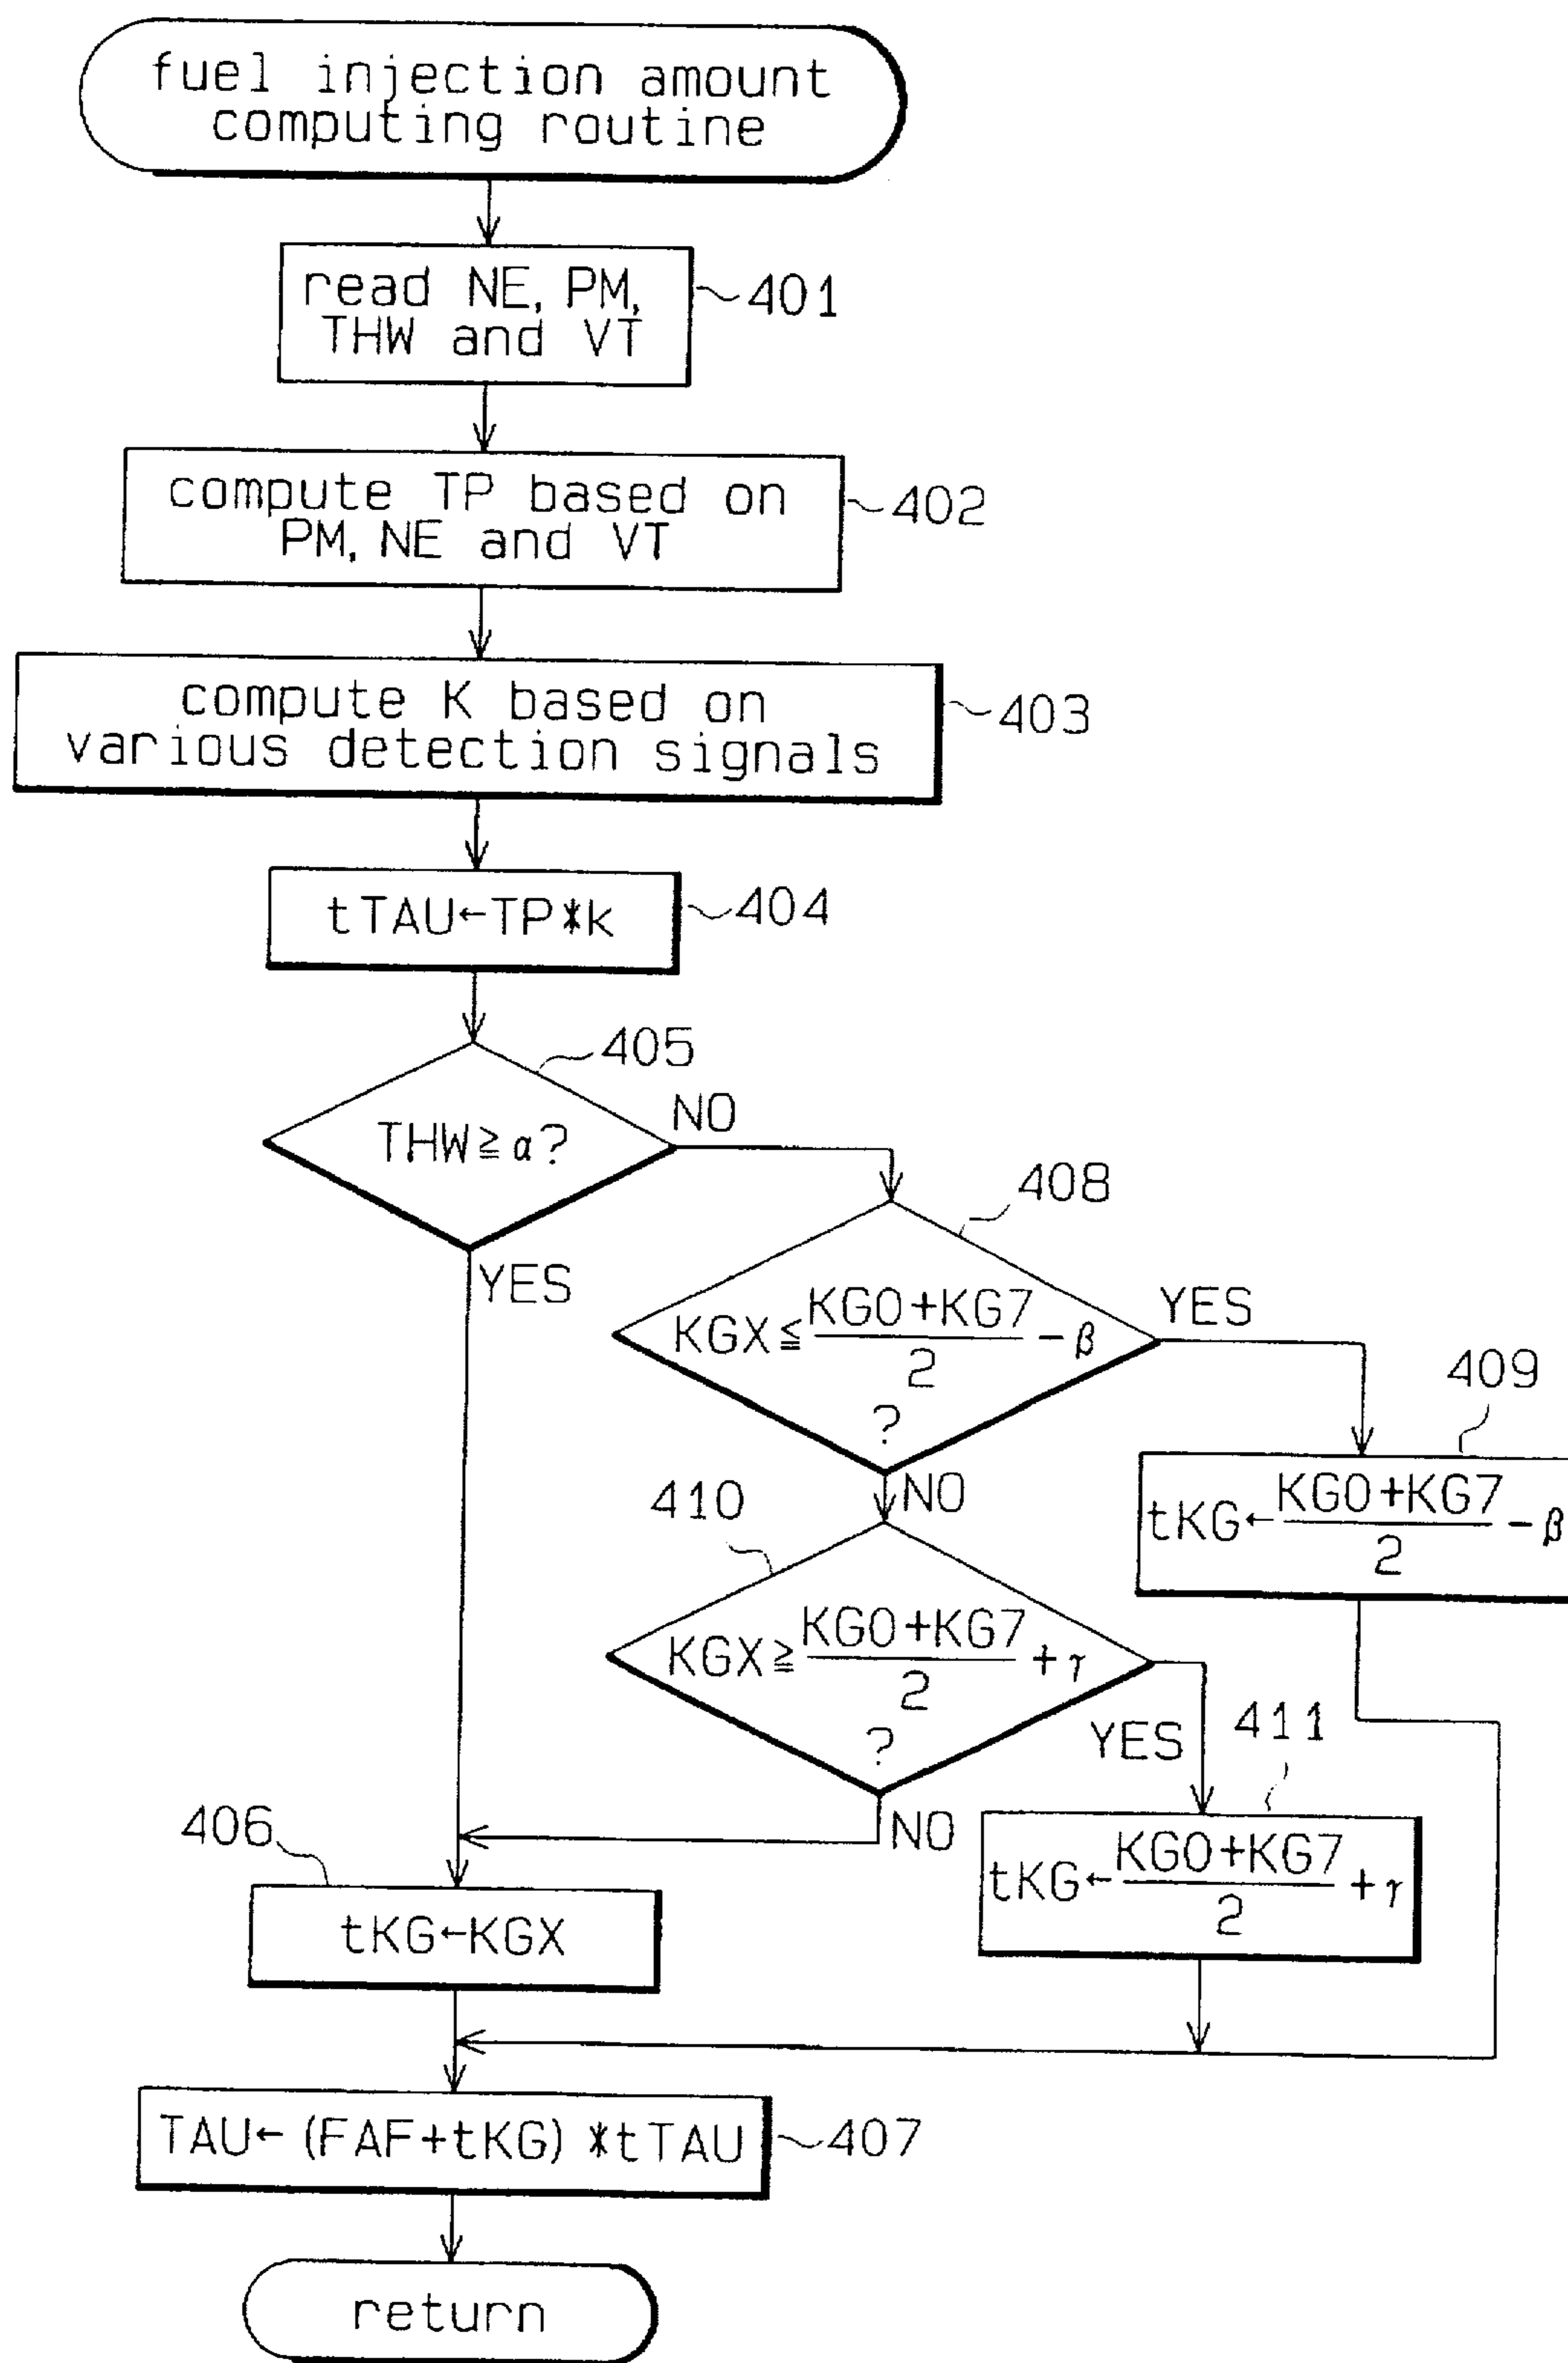 fuel injection amount
computing routine
read NE, PM,
THW and VT
401
compute TP based on
PM, NE and VT
402
compute K based on
various detection signals
403
tTAU←TP*k
404
405
THW≧α?
NO
YES
408
KGX≦(KG0+KG7)/2-β
?
YES
NO
409
tKG←(KG0+KG7)/2-β
410
KGX≧(KG0+KG7)/2+γ
?
YES
NO
411
tKG←(KG0+KG7)/2+γ
406
tKG←KGX
TAU←(FAF+tKG)*tTAU
407
return